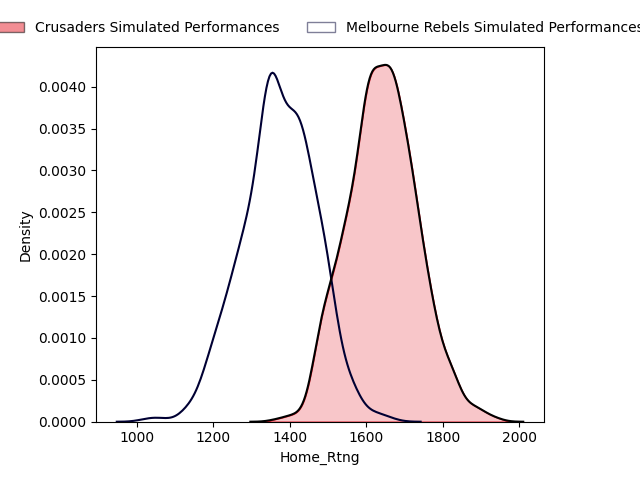 Crusaders Simulated Performances Melbourne Rebels Simulated Performances
0.0040
0.0035
0.0030
0.0025
0.0020
0.0015
0.0010
0.0005
0.0000
Density
1000 1200 1400 1600 1800 2000
Home_Rtng